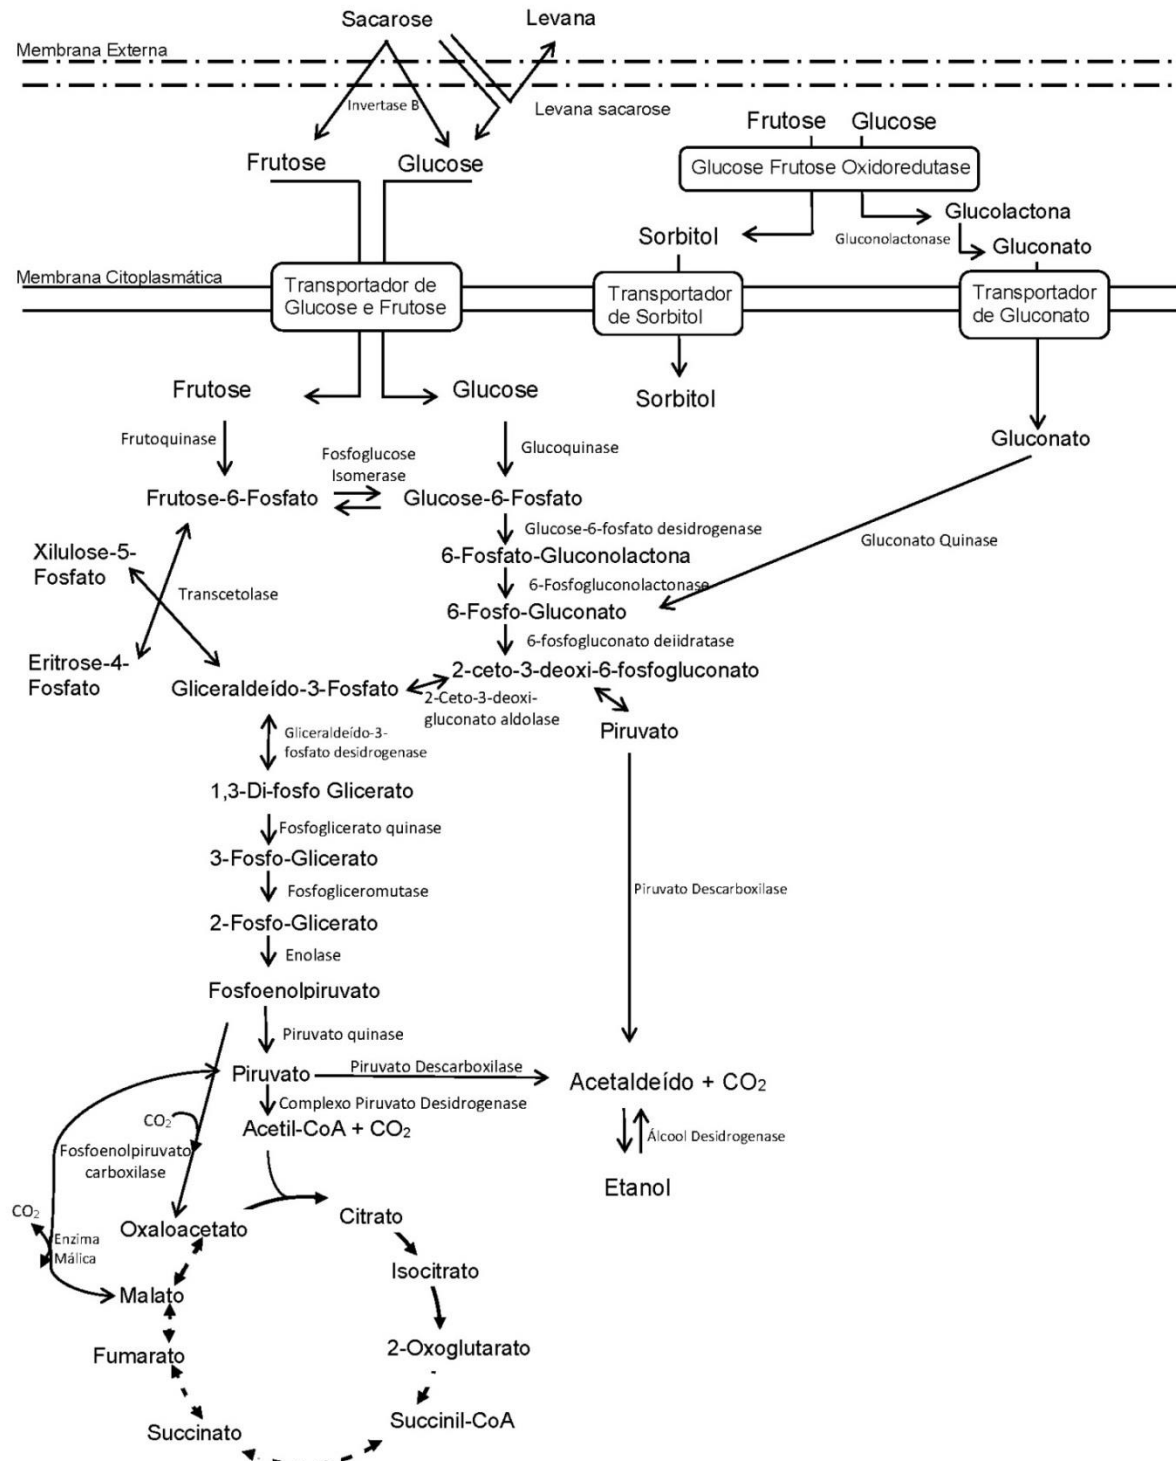 Sacarose
Levana
Membrana Externa
Invertase B
Levana sacarose
Frutose
Glucose
Frutose
Glucose
Glucose Frutose Oxidoredutase
Glucolactona
Sorbitol
Gluconolactonase
Gluconato
Membrana Citoplasmática
Transportador de
Glucose e Frutose
Transportador
de Sorbitol
Transportador
de Gluconato
Frutose
Glucose
Sorbitol
Gluconato
Frutoquinase
Glucoquinase
Fosfoglucose
Isomerase
Frutose-6-Fosfato
Glucose-6-Fosfato
Glucose-6-fosfato desidrogenase
Gluconato Quinase
Xilulose-5-
Fosfato
6-Fosfato-Gluconolactona
6-Fosfogluconolactonase
Transcetolase
6-Fosfo-Gluconato
6-fosfogluconato deiidratase
Eritrose-4-
Fosfato
Gliceraldeído-3-Fosfato
2-ceto-3-deoxi-6-fosfogluconato
2-Ceto-3-deoxi-
gluconato aldolase
Piruvato
Gliceraldeído-3-
fosfato desidrogenase
1,3-Di-fosfo Glicerato
Fosfoglicerato quinase
3-Fosfo-Glicerato
Fosfogliceromutase
Piruvato Descarboxilase
2-Fosfo-Glicerato
Enolase
Fosfoenolpiruvato
Piruvato quinase
Piruvato
Piruvato Descarboxilase
Acetaldeído + CO₂
Complexo Piruvato Desidrogenase
CO₂
Acetil-CoA + CO₂
Álcool Desidrogenase
Fosfoenolpiruvato
carboxilase
Etanol
CO₂
Oxaloacetato
Citrato
Enzima
Málica
Isocitrato
Malato
Fumarato
2-Oxoglutarato
Succinato
Succinil-CoA